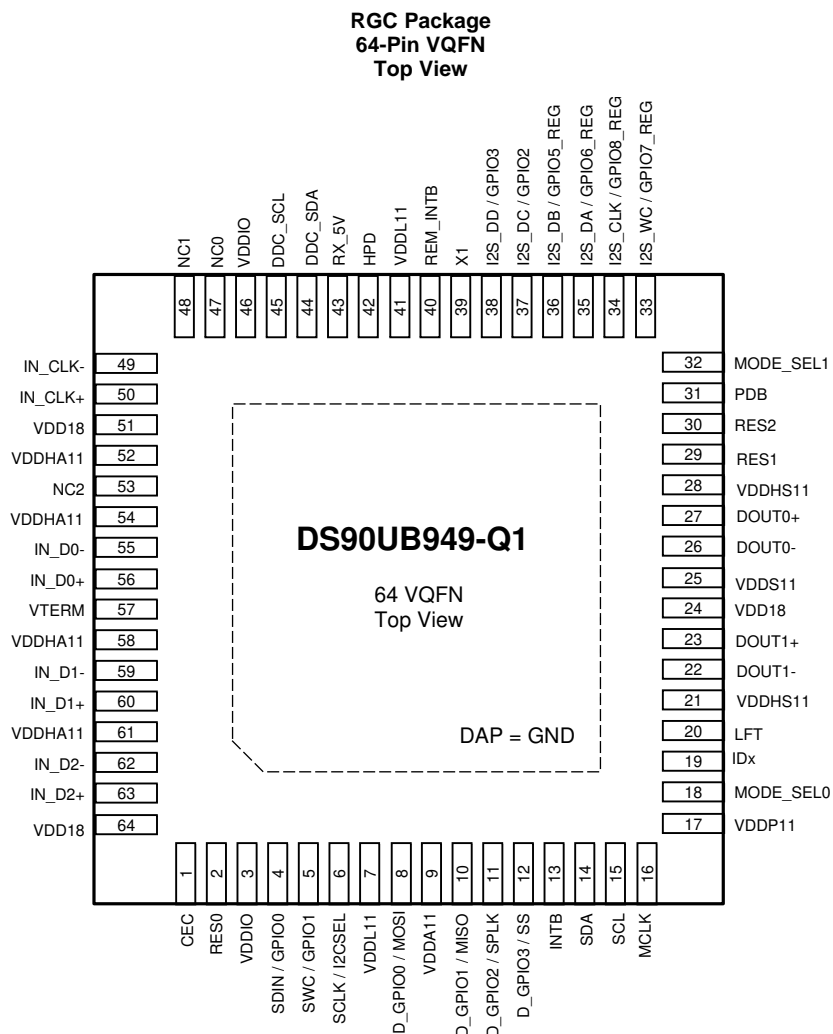 RGC Package
64-Pin VQFN
Top View
NC1
NC0
VDDIO
DDC_SCL
DDC_SDA
RX_5V
HPD
VDDL11
REM_INTB
X1
I2S_DD / GPIO3
I2S_DC / GPIO2
I2S_DB / GPIO5_REG
I2S_DA / GPIO6_REG
I2S_CLK / GPIO8_REG
I2S_WC / GPIO7_REG
48
47
46
45
44
43
42
41
40
39
38
37
36
35
34
33
IN_CLK- 49
IN_CLK+ 50
VDD18 51
VDDHA11 52
NC2 53
VDDHA11 54
IN_D0- 55
IN_D0+ 56
VTERM 57
VDDHA11 58
IN_D1- 59
IN_D1+ 60
VDDHA11 61
IN_D2- 62
IN_D2+ 63
VDD18 64
DS90UB949-Q1
64 VQFN
Top View
DAP = GND
32 MODE_SEL1
31 PDB
30 RES2
29 RES1
28 VDDHS11
27 DOUT0+
26 DOUT0-
25 VDDS11
24 VDD18
23 DOUT1+
22 DOUT1-
21 VDDHS11
20 LFT
19 IDx
18 MODE_SEL0
17 VDDP11
1
2
3
4
5
6
7
8
9
10
11
12
13
14
15
16
CEC
RES0
VDDIO
SDIN / GPIO0
SWC / GPIO1
SCLK / I2CSEL
VDDL11
D_GPIO0 / MOSI
VDDA11
D_GPIO1 / MISO
D_GPIO2 / SPLK
D_GPIO3 / SS
INTB
SDA
SCL
MCLK